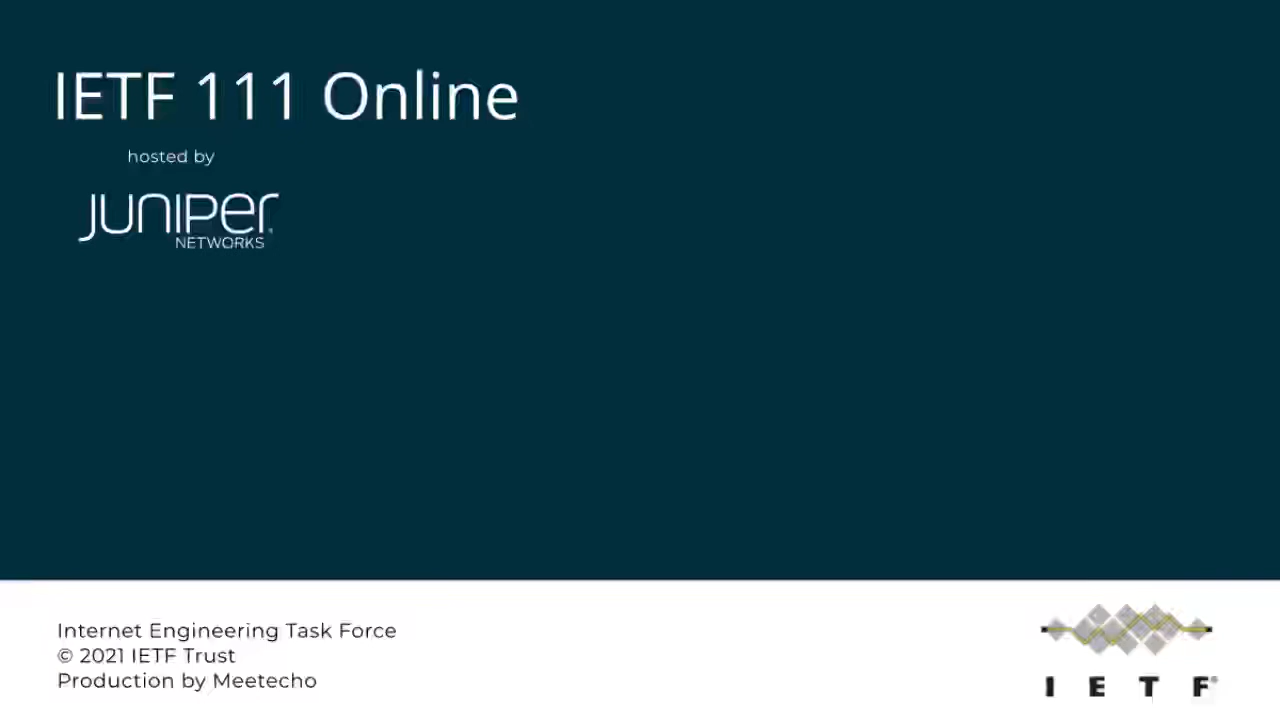 IETF 111 Online
hosted by
JUNIPER
NETWORKS
Internet Engineering Task Force
© 2021 IETF Trust
Production by Meetecho
I E T F®